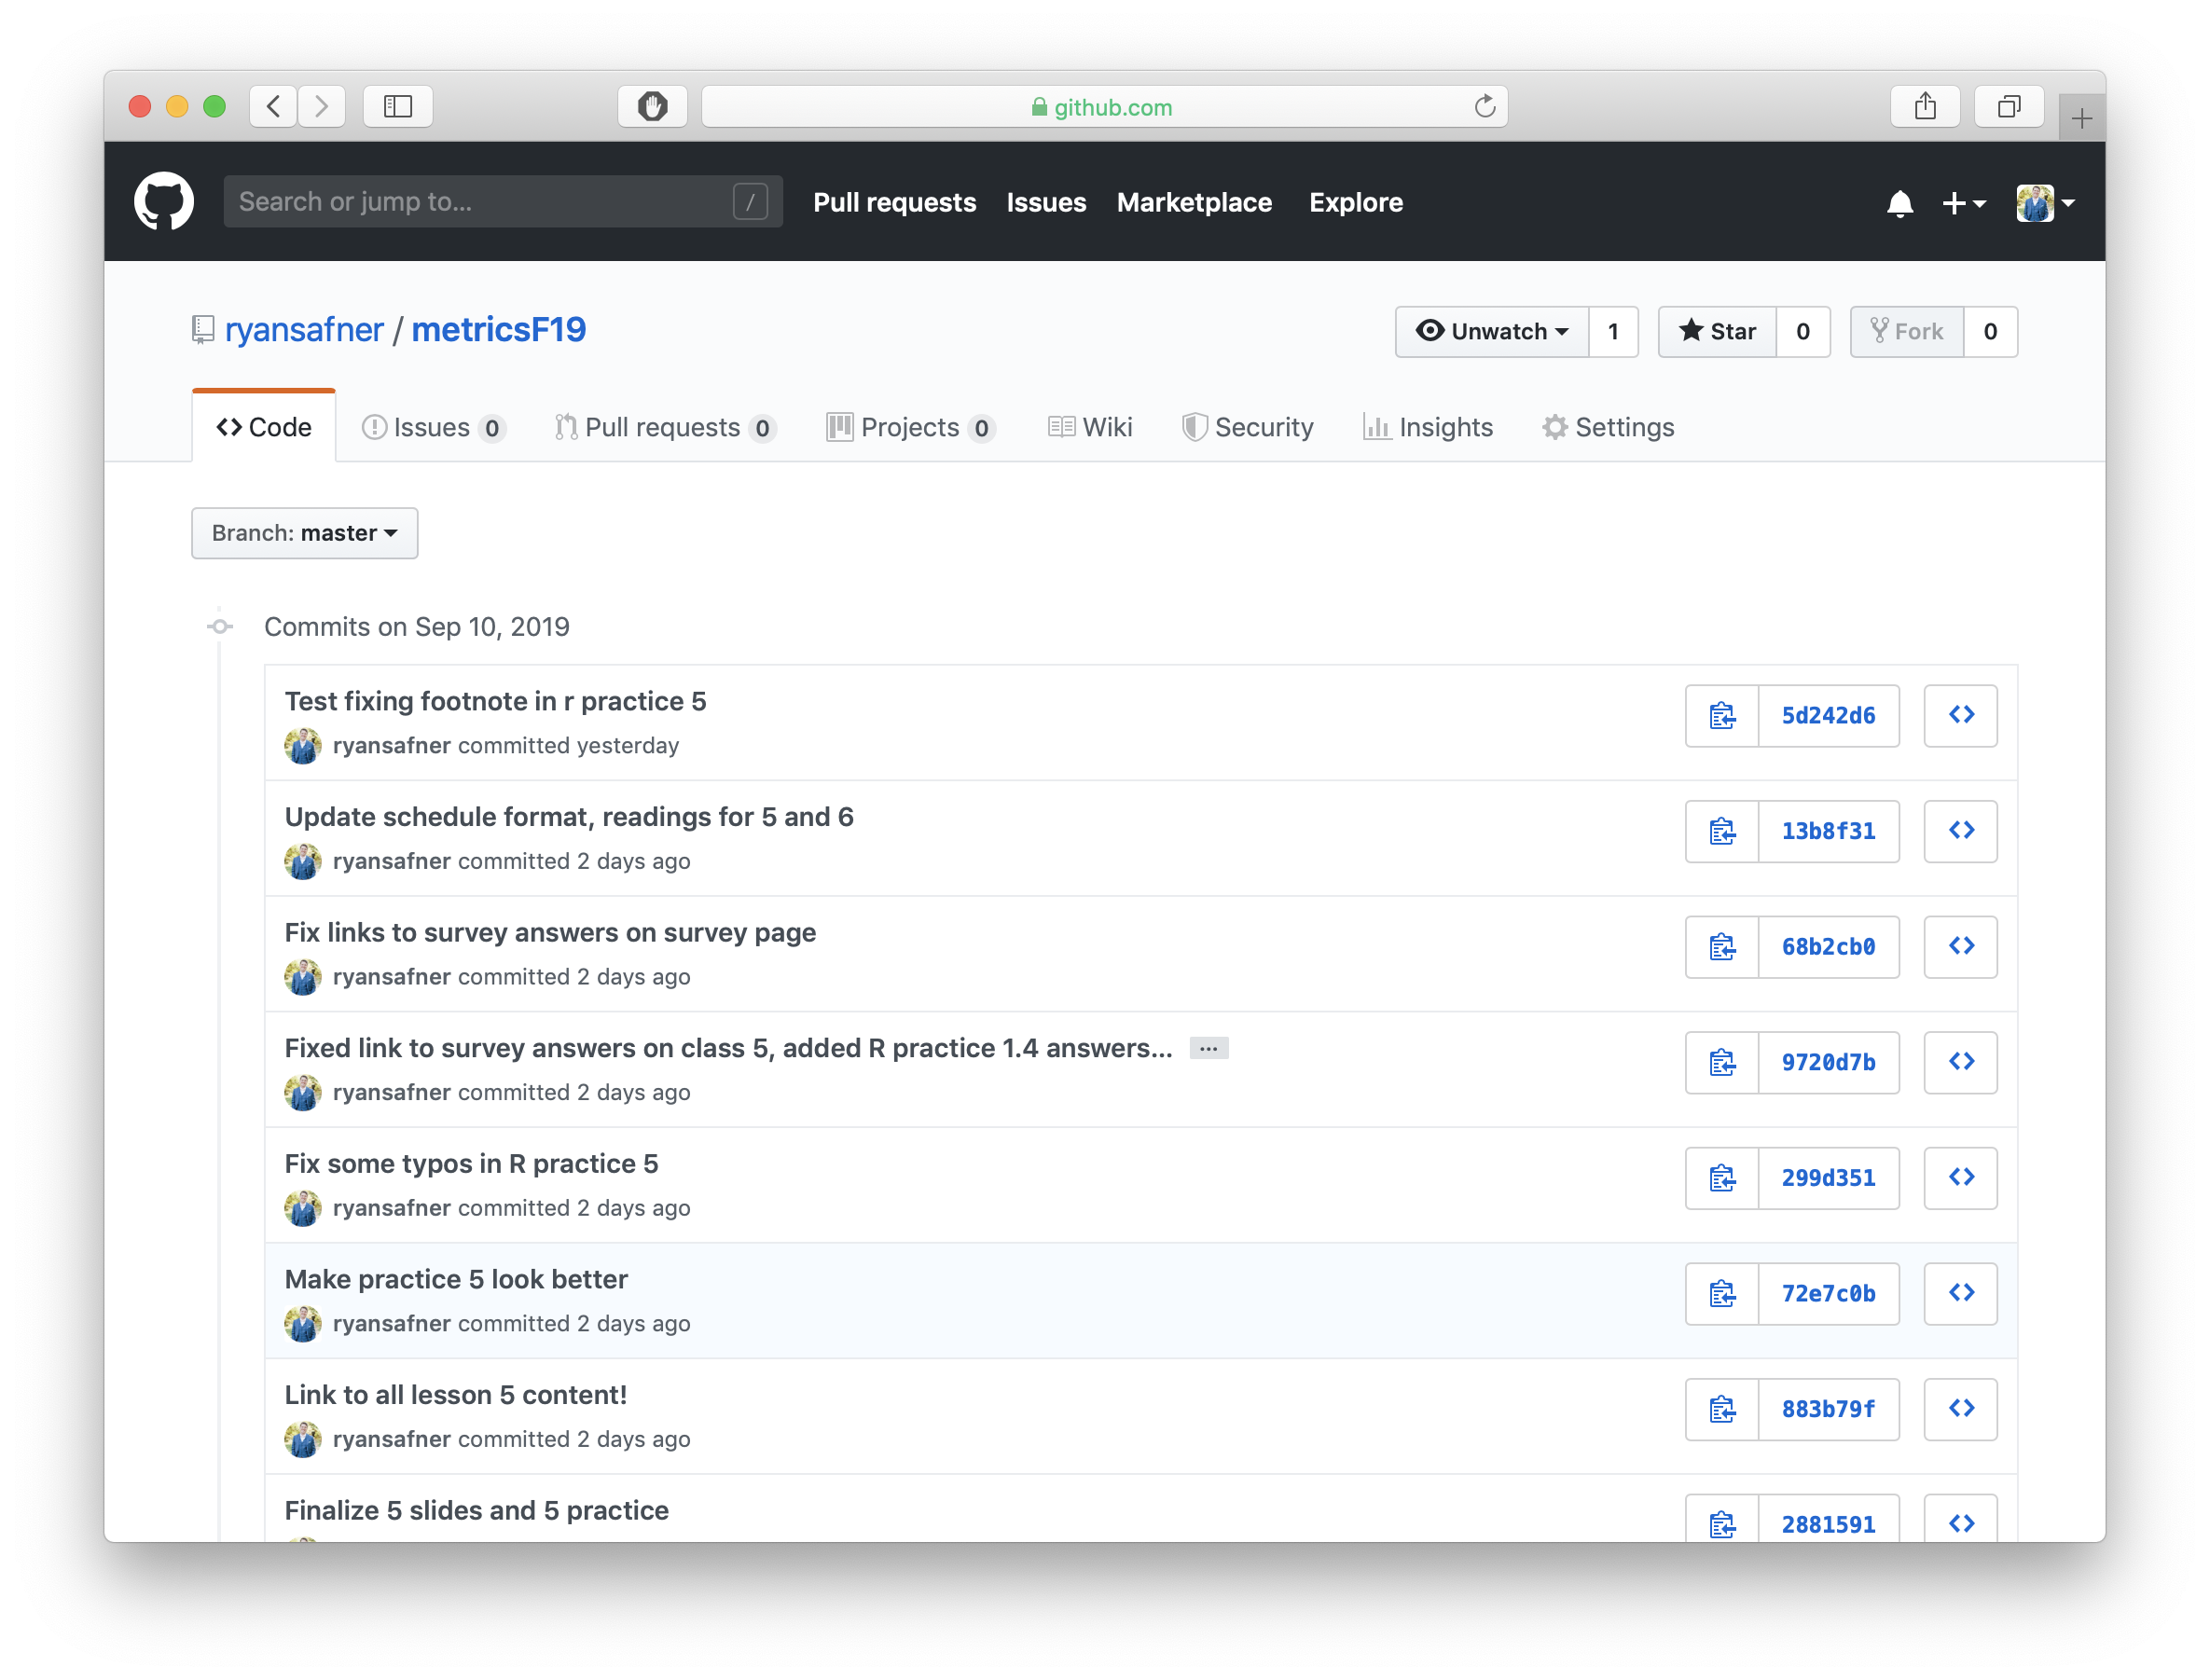 github.com
Search or jump to... /
Pull requests Issues Marketplace Explore
ryansafner / metricsF19
Unwatch 1 Star 0 Fork 0
Code Issues 0 Pull requests 0 Projects 0 Wiki Security Insights Settings
Branch: master
Commits on Sep 10, 2019
Test fixing footnote in r practice 5
ryansafner committed yesterday
5d242d6
Update schedule format, readings for 5 and 6
ryansafner committed 2 days ago
13b8f31
Fix links to survey answers on survey page
ryansafner committed 2 days ago
68b2cb0
Fixed link to survey answers on class 5, added R practice 1.4 answers... ...
ryansafner committed 2 days ago
9720d7b
Fix some typos in R practice 5
ryansafner committed 2 days ago
299d351
Make practice 5 look better
ryansafner committed 2 days ago
72e7c0b
Link to all lesson 5 content!
ryansafner committed 2 days ago
883b79f
Finalize 5 slides and 5 practice
2881591